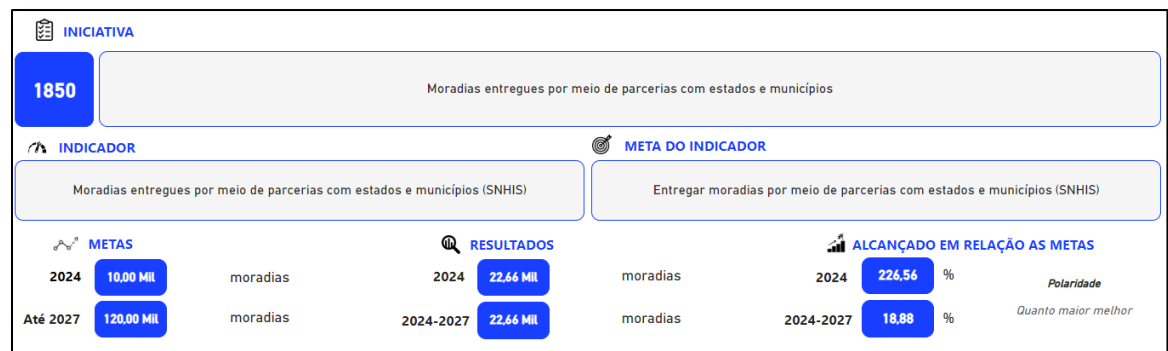 INICIATIVA
1850
Moradias entregues por meio de parcerias com estados e municípios
INDICADOR
META DO INDICADOR
Moradias entregues por meio de parcerias com estados e municípios (SNHIS)
Entregar moradias por meio de parcerias com estados e municípios (SNHIS)
METAS
RESULTADOS
ALCANÇADO EM RELAÇÃO AS METAS
2024 10,00 Mil moradias
2024 22,66 Mil moradias
2024 226,56 %
Polaridade
Quanto maior melhor
Até 2027 120,00 Mil moradias
2024-2027 22,66 Mil moradias
2024-2027 18,88 %